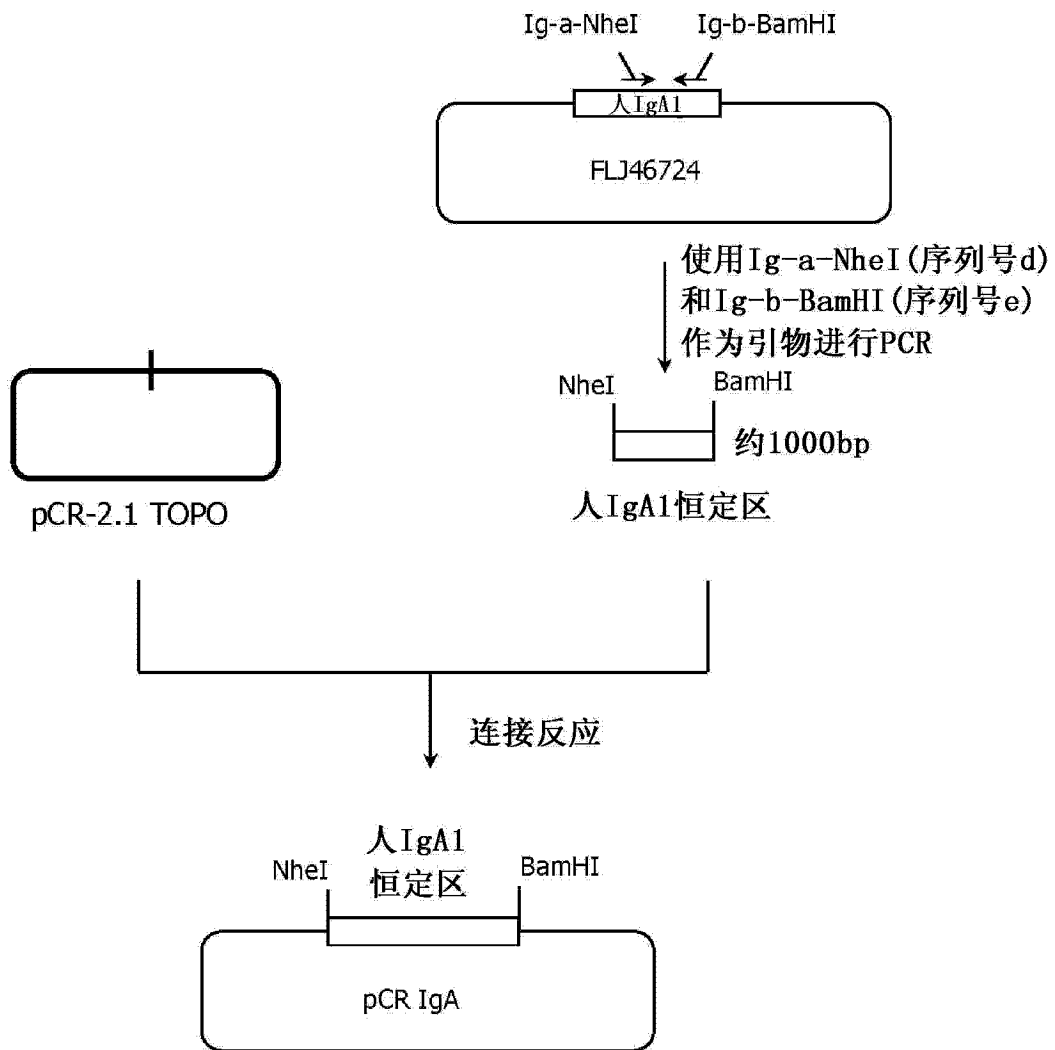 Ig-a-NheI Ig-b-BamHI
人IgA1
FLJ46724
使用Ig-a-NheI(序列号d)
和Ig-b-BamHI(序列号e)
作为引物进行PCR
NheI BamHI
约1000bp
人IgA1恒定区
pCR-2.1 TOPO
连接反应
人IgA1
恒定区
NheI BamHI
pCR IgA